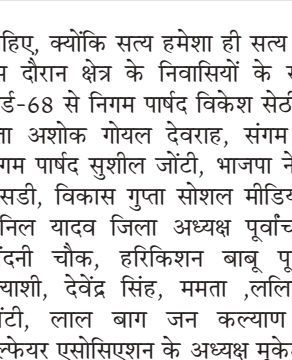 हिए, क्योंकि सत्य हमेशा ही सत्य
दौरान क्षेत्र के निवासियों के
र्ड-68 से निगम पार्षद विकेश सेठी
ता अशोक गोयल देवराह, संगम
गम पार्षद सुशील जोंटी, भाजपा ने
सडी, विकास गुप्ता सोशल मीडिय
निल यादव जिला अध्यक्ष पूर्वांच
ंदनी चौक, हरिकिशन बाबू पू
त्याशी, देवेंद्र सिंह, ममता ,ललि
ंटी, लाल बाग जन कल्याण
ल्फेयर एसोसिएशन के अध्यक्ष मुकेश